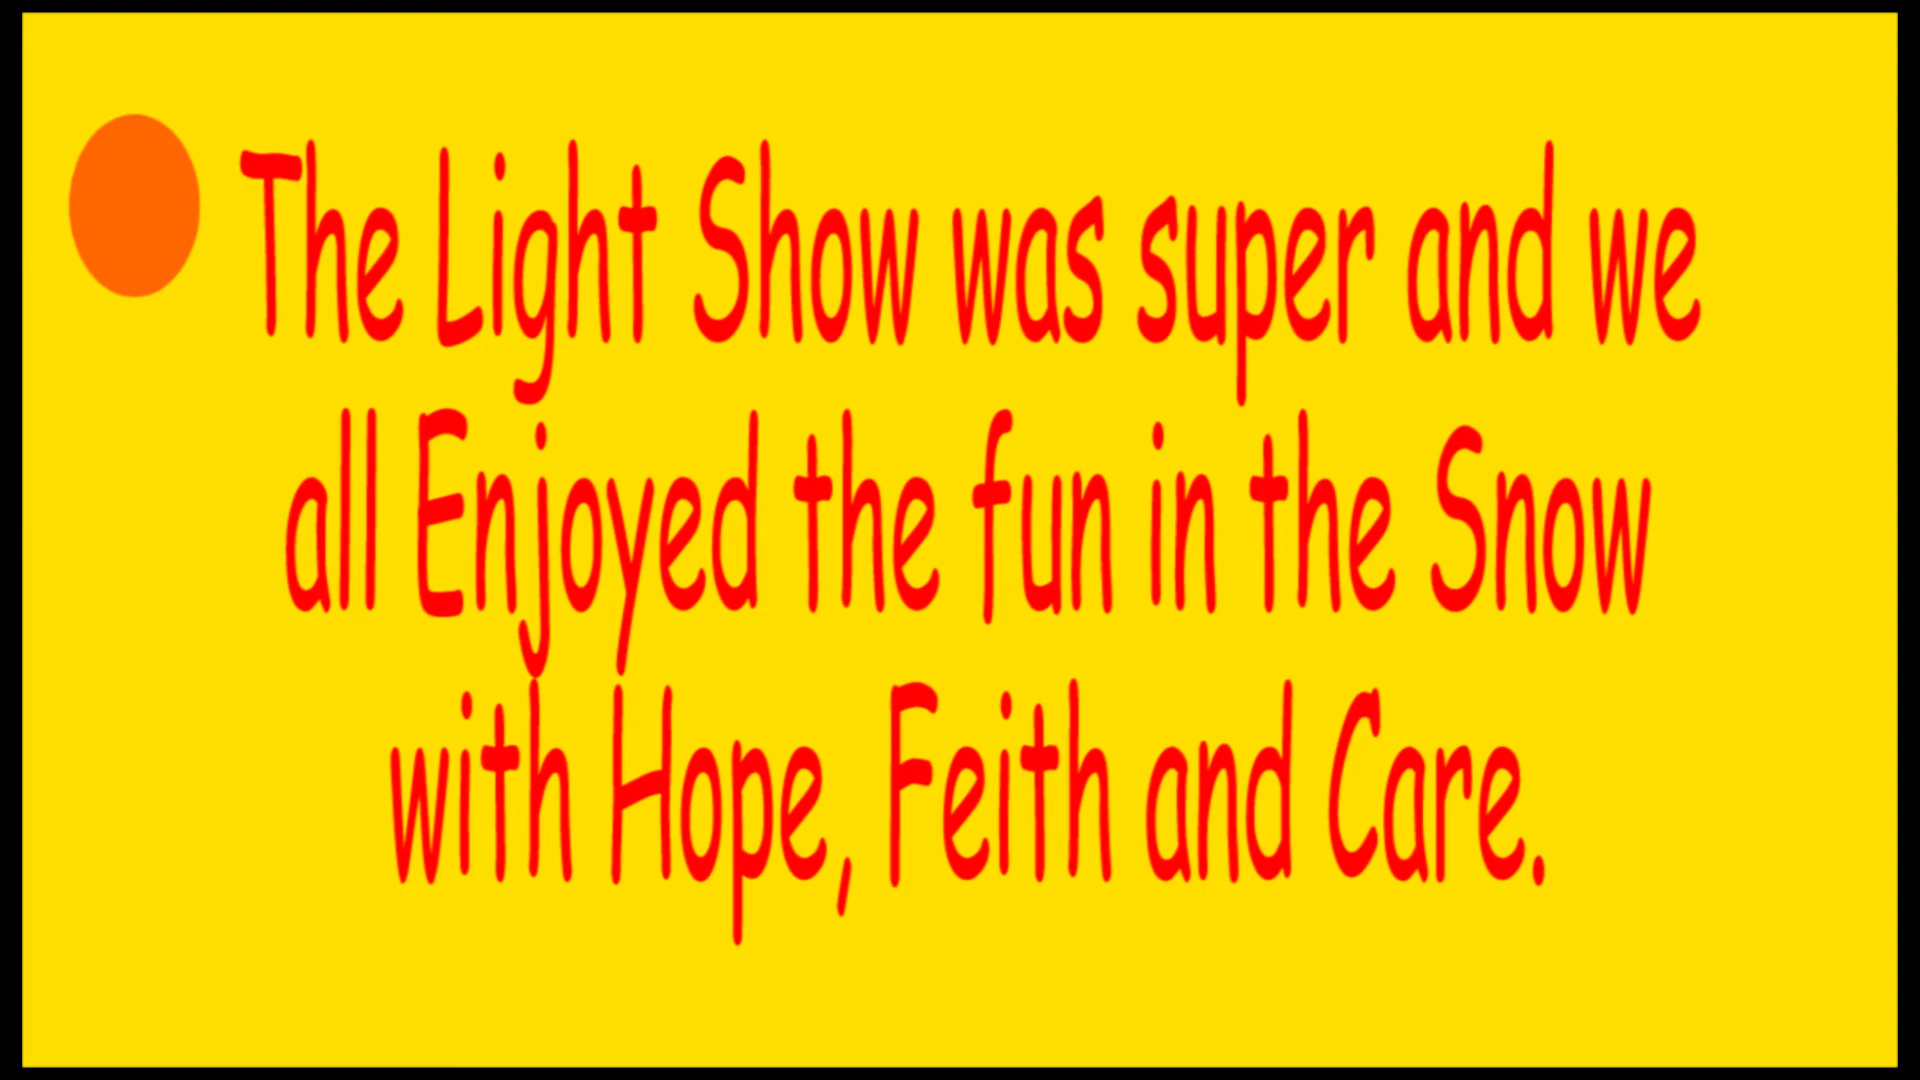 The Light Show was super and we
all Enjoyed the fun in the Snow
with Hope, Feith and Care.